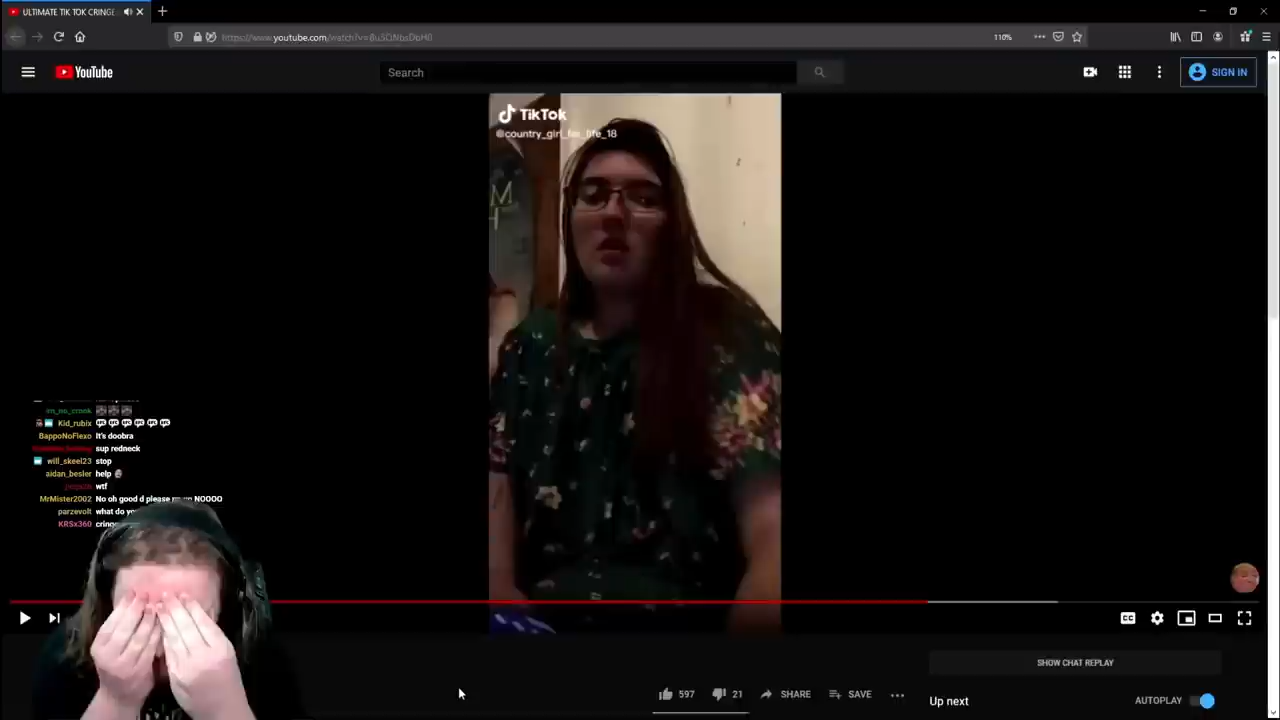 ULTIMATE TIK TOK CRINGE
110%
YouTube
Search
SIGN IN
TikTok
M
H
Kid_rubix
BappoNoFlexo It's doobra
sup redneck
will_skeel23 stop
aidan_besler help
wtf
MrMister2002 No oh good d please NOOOO
parzevolt what do
KRSx360
CC
SHOW CHAT REPLAY
597 21 SHARE SAVE
Up next AUTOPLAY